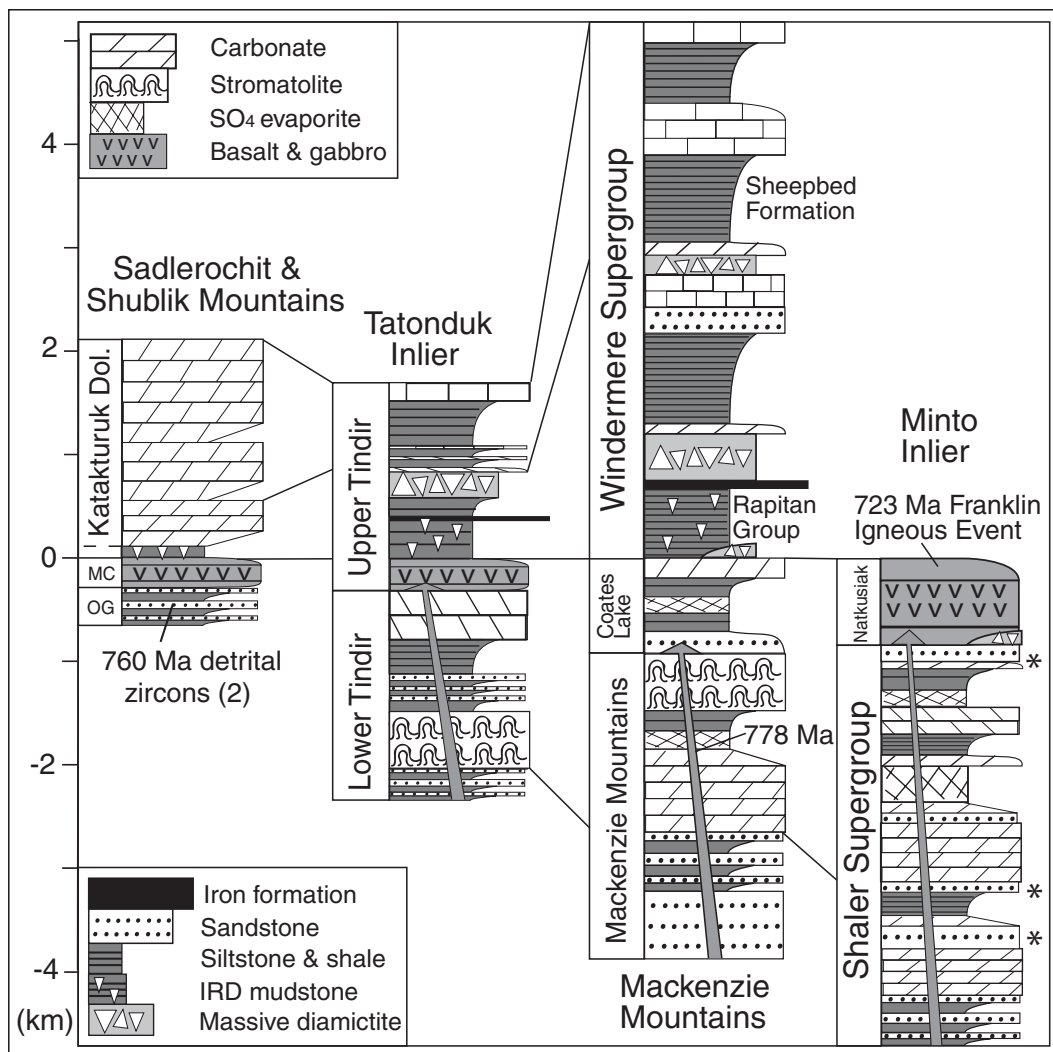 Carbonate
Stromatolite
SO4 evaporite
Basalt & gabbro
4
2
0
-2
-4
(km)
Sadlerochit &
Shublik Mountains
Katakturuk Dol.
MC
OG
760 Ma detrital
zircons (2)
Tatonduk
Inlier
Upper Tindir
Lower Tindir
Windermere Supergroup
Sheepbed
Formation
Rapitan
Group
Coates
Lake
Mackenzie Mountains
778 Ma
Mackenzie
Mountains
Minto
Inlier
723 Ma Franklin
Igneous Event
Natkusiak
Shaler Supergroup
*
*
*
Iron formation
Sandstone
Siltstone & shale
IRD mudstone
Massive diamictite